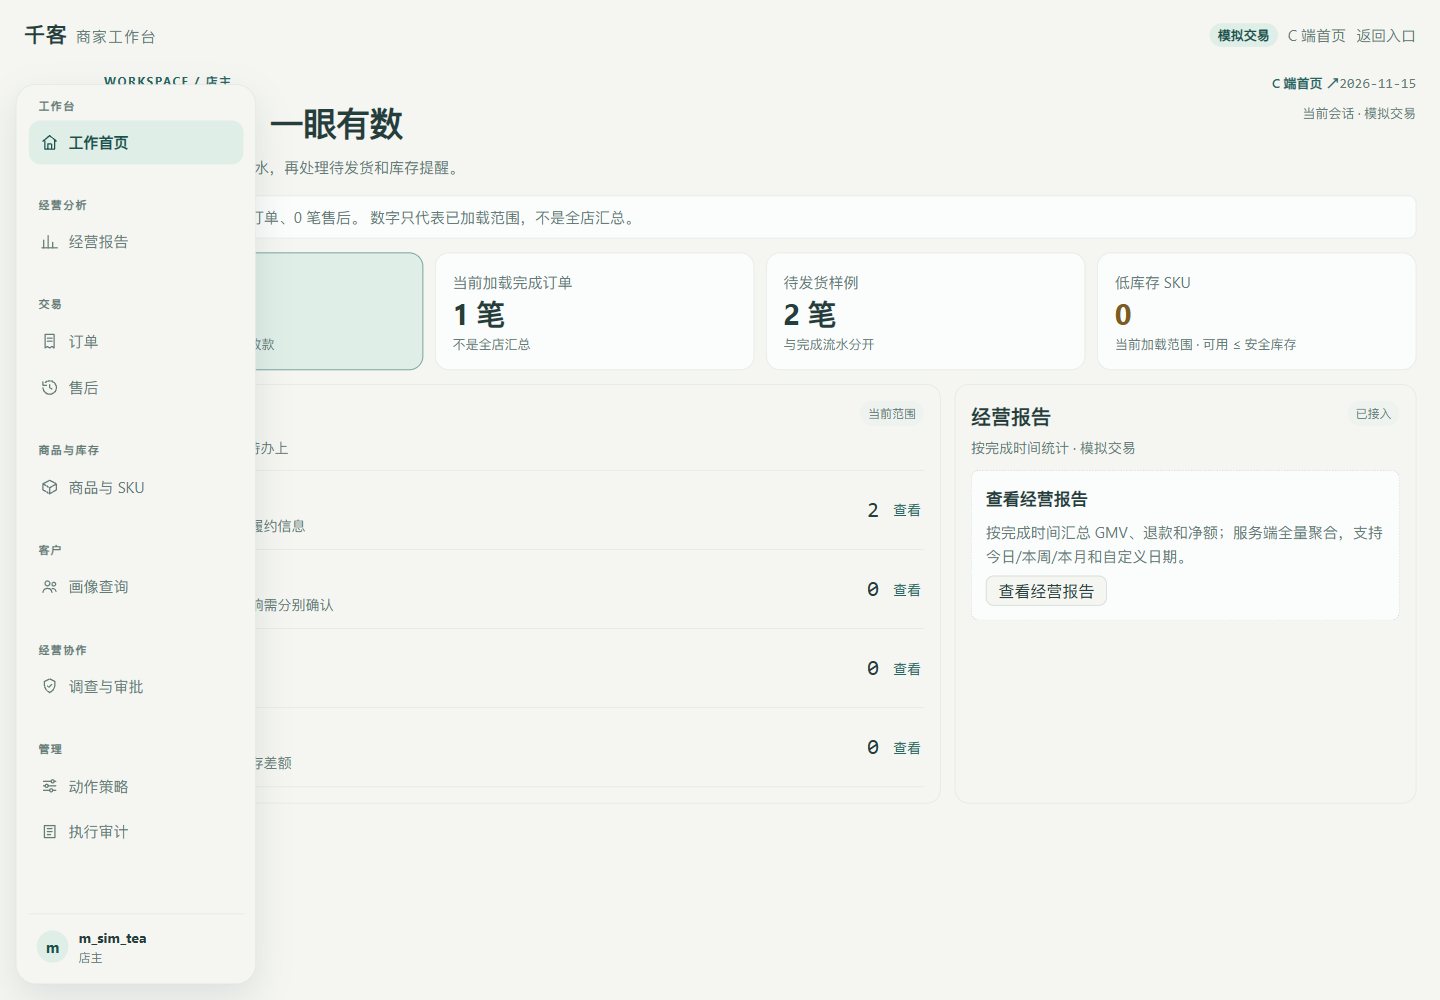 千客 商家工作台
模拟交易 C 端首页 返回入口
WORKSPACE / 店主
C 端首页 ↗ 2026-11-15
当前会话 · 模拟交易
一眼有数
水，再处理待发货和库存提醒。
订单、0 笔售后。 数字只代表已加载范围，不是全店汇总。
工作台
工作首页
经营分析
经营报告
交易
订单
售后
商品与库存
商品与 SKU
客户
画像查询
经营协作
调查与审批
管理
动作策略
执行审计
m
m_sim_tea
店主
收款
当前加载完成订单
1 笔
不是全店汇总
待发货样例
2 笔
与完成流水分开
低库存 SKU
0
当前加载范围 · 可用 ≤ 安全库存
当前范围
待办上
2 查看
履约信息
0 查看
响需分别确认
0 查看
0 查看
存差额
经营报告
已接入
按完成时间统计 · 模拟交易
查看经营报告
按完成时间汇总 GMV、退款和净额；服务端全量聚合，支持
今日/本周/本月和自定义日期。
查看经营报告